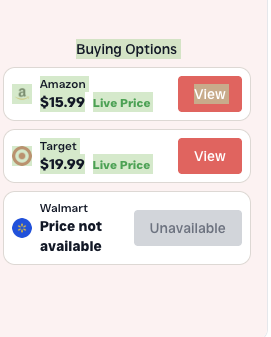 Buying Options
Amazon
$15.99 Live Price
View
Target
$19.99 Live Price
View
Walmart
Price not
available
Unavailable